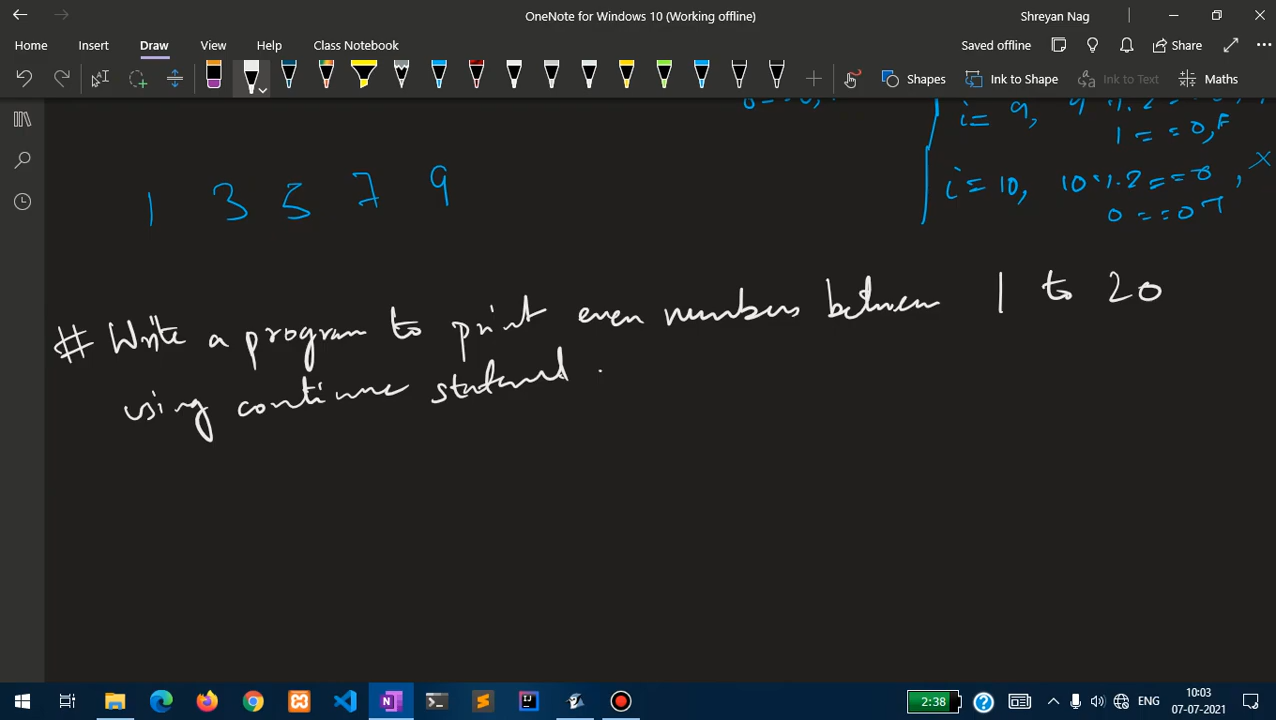 OneNote for Windows 10 (Working offline)
Shreyan Nag
Home Insert Draw View Help Class Notebook
Saved offline
Share
Shapes Ink to Shape Ink to Text Maths
i = 9,
1 = = 0, F
i = 10, 10 % 2 == 0, X
0 == 0 T
1 3 5 7 9
# Write a program to print even numbers between 1 to 20
using continue statement.
2:38
ENG
10:03
07-07-2021